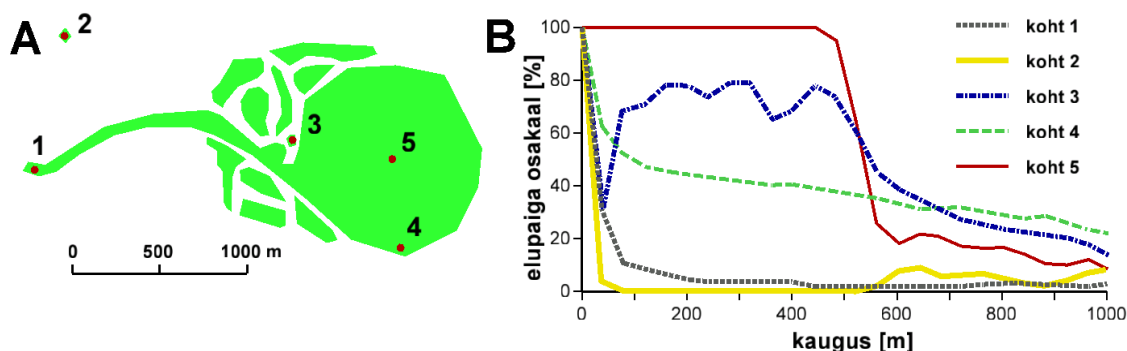 A
2
1
3
5
4
0 500 1000 m
B
elupaiga osakaal [%]
100
80
60
40
20
0
0 200 400 600 800 1000
kaugus [m]
koht 1
koht 2
koht 3
koht 4
koht 5